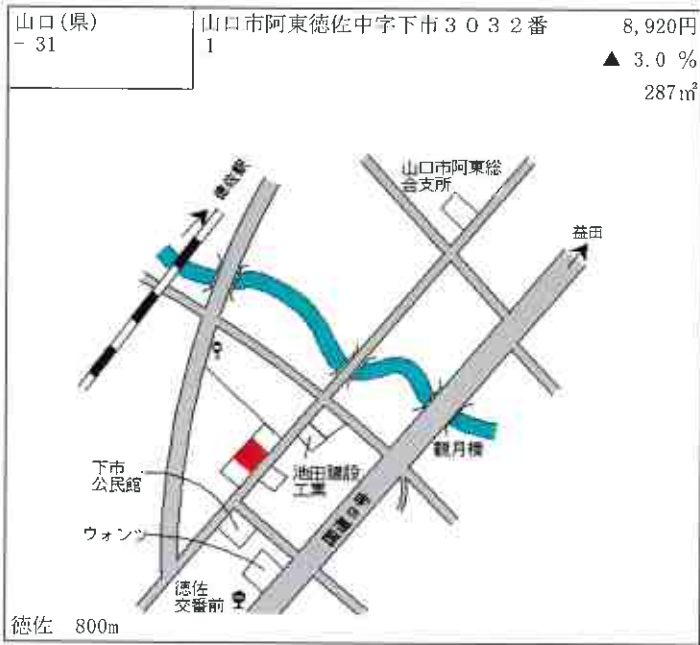 山口(県)
- 31
山口市阿東徳佐中字下市３０３２番
1
8,920円
▲ 3.0 %
287㎡
徳佐駅
山口市阿東総
合支所
益田
観月橋
下市
公民館
池田建設
工業
国道9号
ウォンツ
徳佐
交番前
徳佐 800m